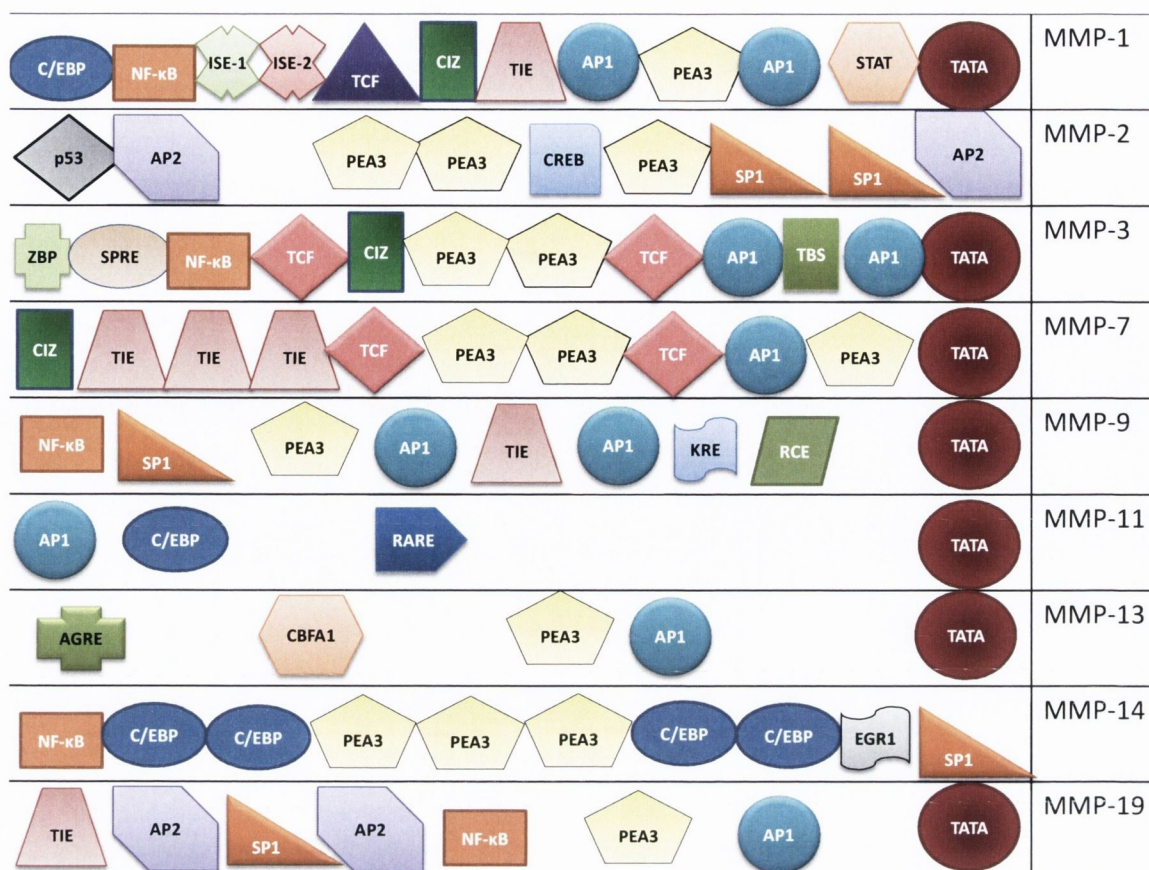 C/EBP NF-κB ISE-1 ISE-2 TCF CIZ TIE AP1 PEA3 AP1 STAT TATA MMP-1
p53 AP2 PEA3 PEA3 CREB PEA3 SP1 SP1 AP2 MMP-2
ZBP SPRE NF-κB TCF CIZ PEA3 PEA3 TCF AP1 TBS AP1 TATA MMP-3
CIZ TIE TIE TIE TCF PEA3 PEA3 TCF AP1 PEA3 TATA MMP-7
NF-κB SP1 PEA3 AP1 TIE AP1 KRE RCE TATA MMP-9
AP1 C/EBP RARE TATA MMP-11
AGRE CBFA1 PEA3 AP1 TATA MMP-13
NF-κB C/EBP C/EBP PEA3 PEA3 PEA3 C/EBP C/EBP EGR1 SP1 MMP-14
TIE AP2 SP1 AP2 NF-κB PEA3 AP1 TATA MMP-19